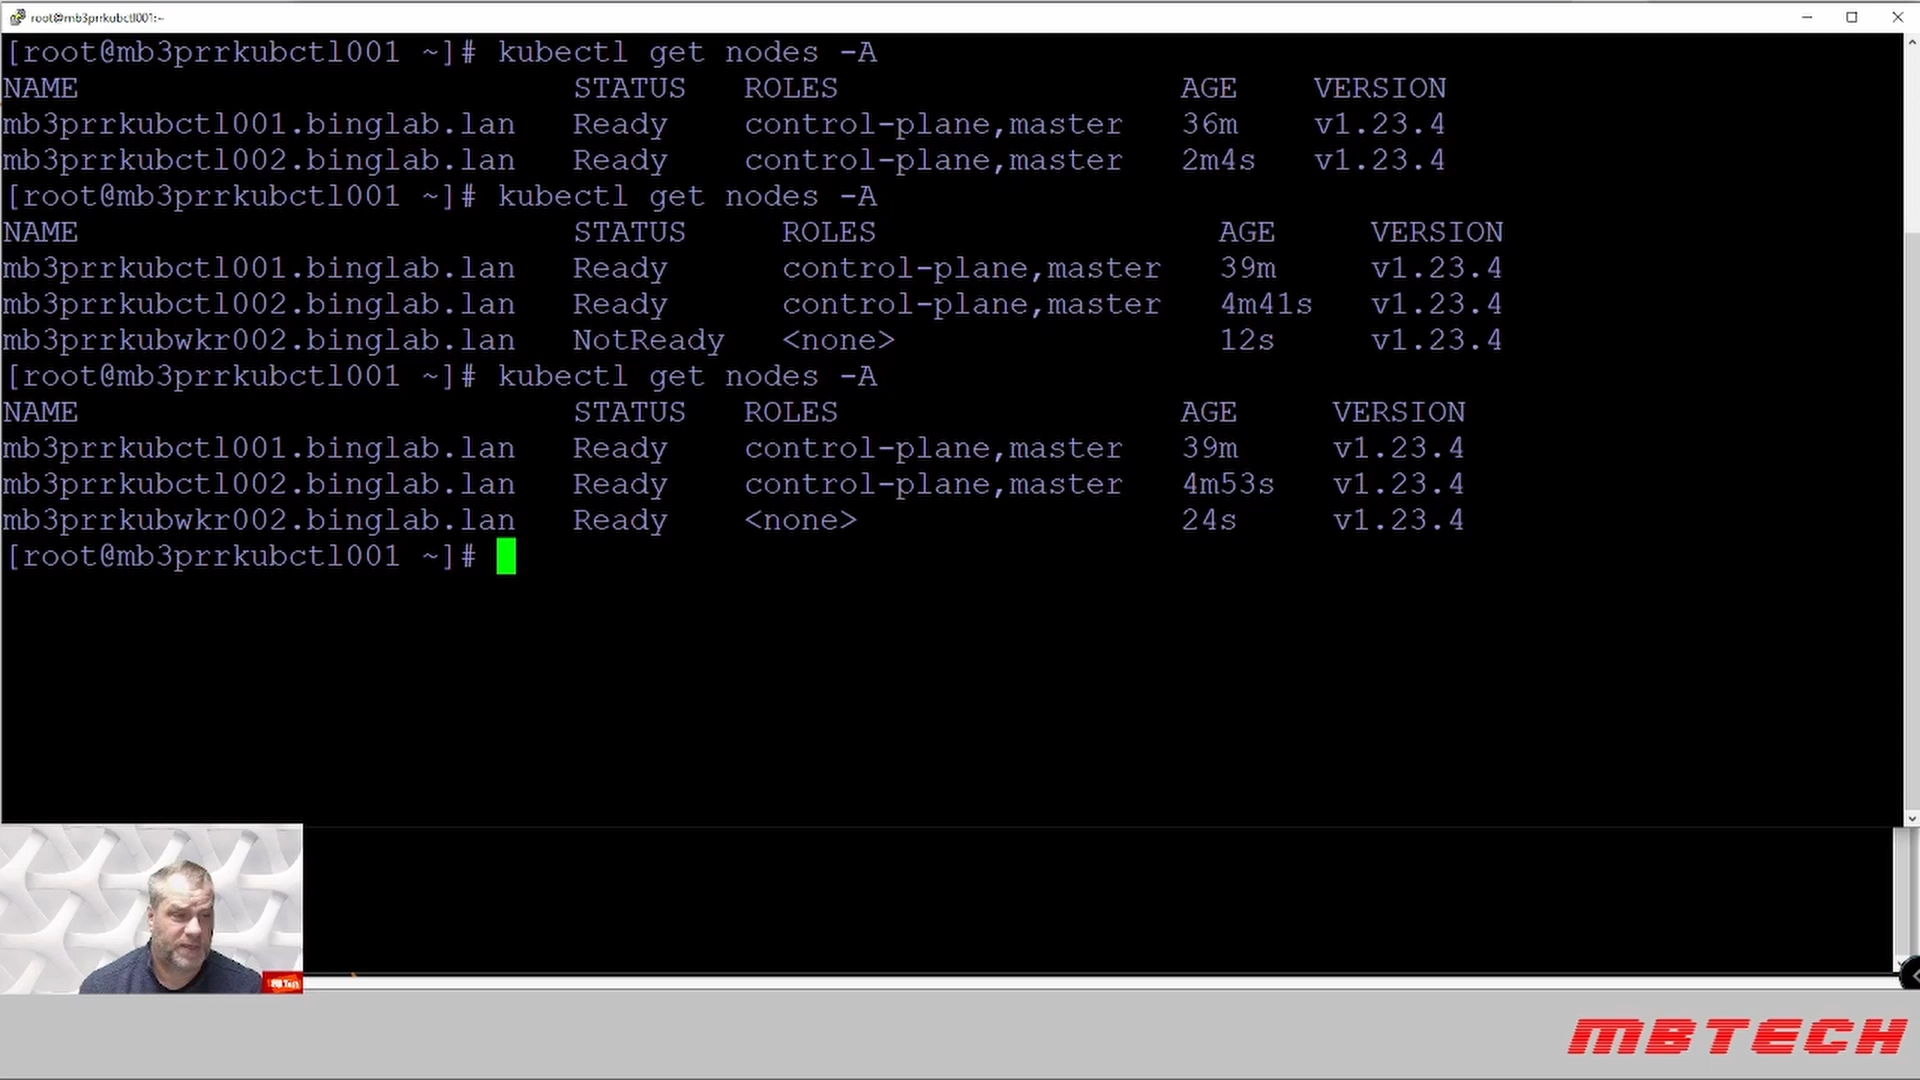 root@mb3prrkubctl001:~
[root@mb3prrkubctl001 ~]# kubectl get nodes -A
NAME STATUS ROLES AGE VERSION
mb3prrkubctl001.binglab.lan Ready control-plane,master 36m v1.23.4
mb3prrkubctl002.binglab.lan Ready control-plane,master 2m4s v1.23.4
[root@mb3prrkubctl001 ~]# kubectl get nodes -A
NAME STATUS ROLES AGE VERSION
mb3prrkubctl001.binglab.lan Ready control-plane,master 39m v1.23.4
mb3prrkubctl002.binglab.lan Ready control-plane,master 4m41s v1.23.4
mb3prrkubwkr002.binglab.lan NotReady <none> 12s v1.23.4
[root@mb3prrkubctl001 ~]# kubectl get nodes -A
NAME STATUS ROLES AGE VERSION
mb3prrkubctl001.binglab.lan Ready control-plane,master 39m v1.23.4
mb3prrkubctl002.binglab.lan Ready control-plane,master 4m53s v1.23.4
mb3prrkubwkr002.binglab.lan Ready <none> 24s v1.23.4
[root@mb3prrkubctl001 ~]#
MBTech
MBTECH